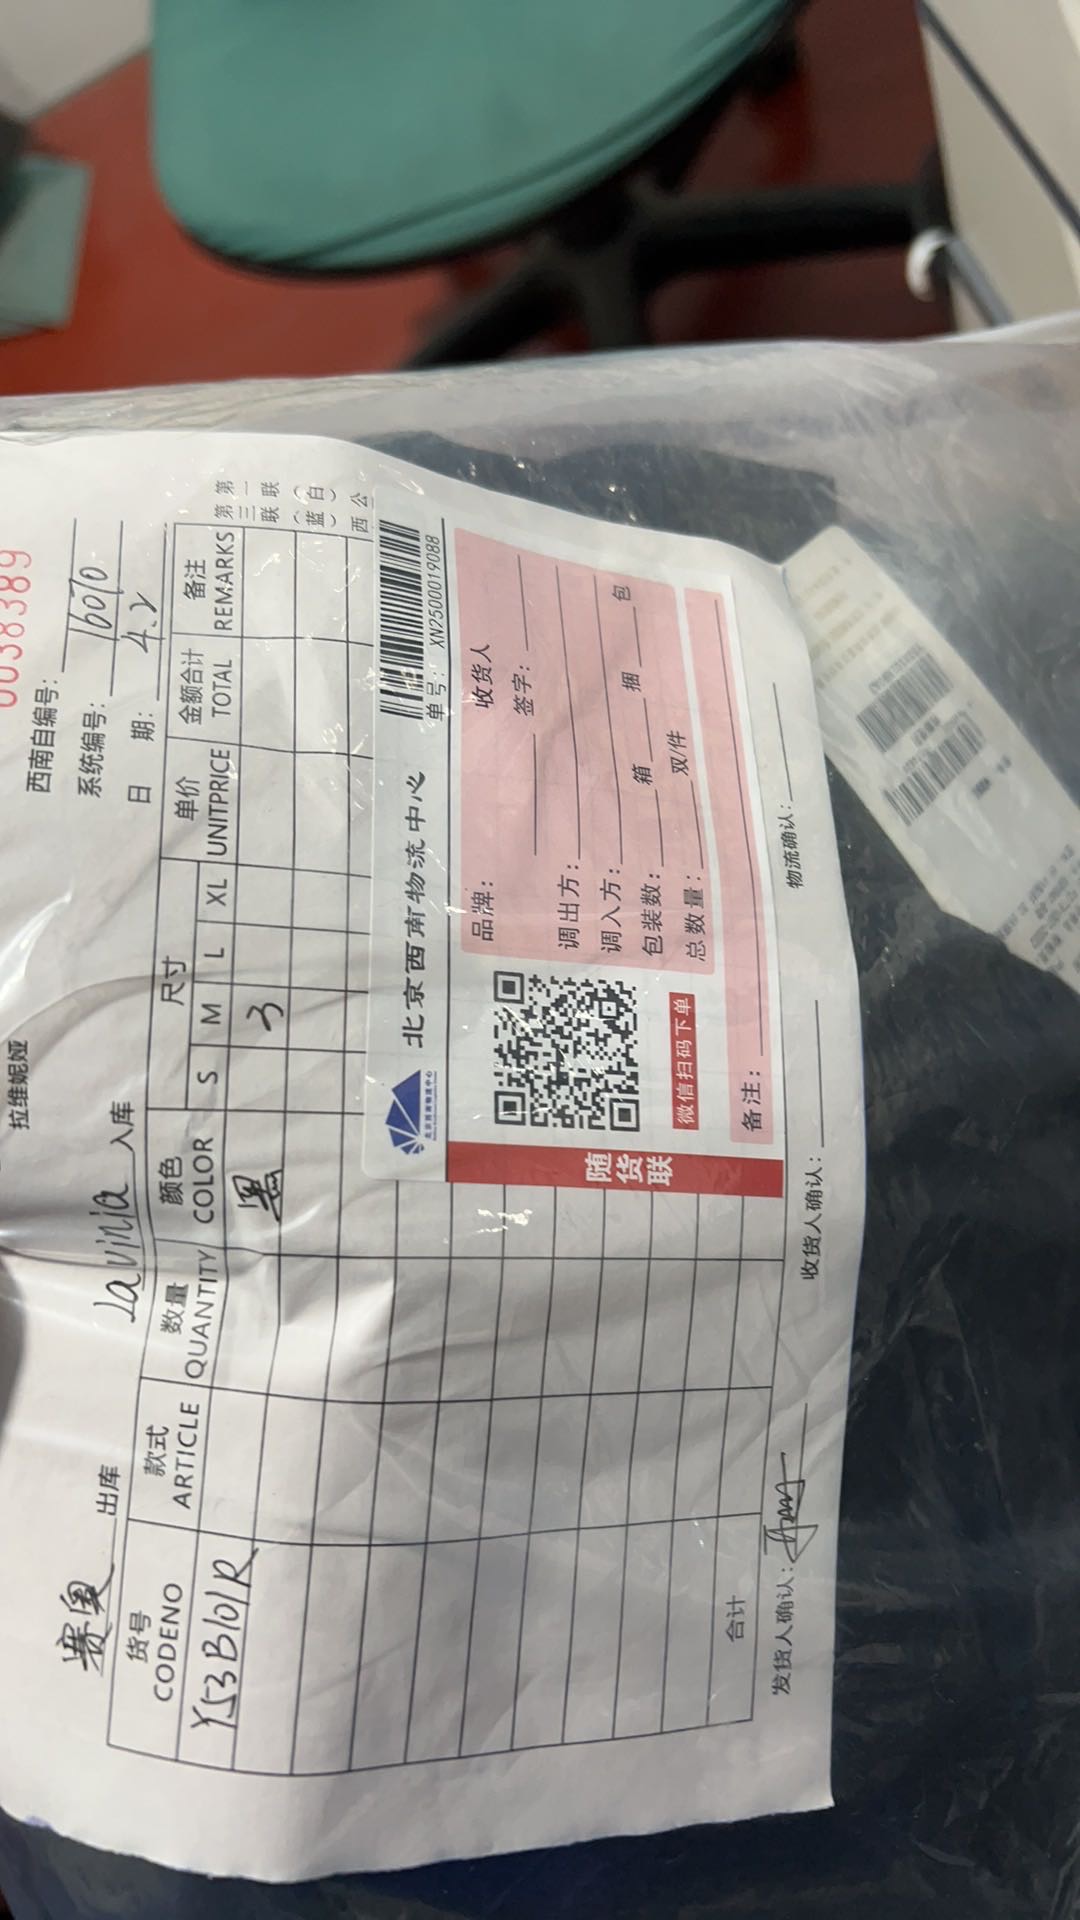 拉维妮娅
0038389
西南自编号:
系统编号: 16070
日 期: 4.2
赛奥 出库 Lavinia 入库
货号 款式 数量 颜色 尺寸 单价 金额合计 备注
CODENO ARTICLE QUANTITY COLOR S M L XL UNITPRICE TOTAL REMARKS
Y53B101R 黑 3
第一联（白）公
第三联（蓝）西
北京西南物流中心
单号: XN2500019088
随货联
微信扫码下单
品牌: 收货人
签字:
调出方:
调入方:
包装数: 箱 捆 包
总数量: 双/件
备注:
合计
发货人确认: 收货人确认: 物流确认: